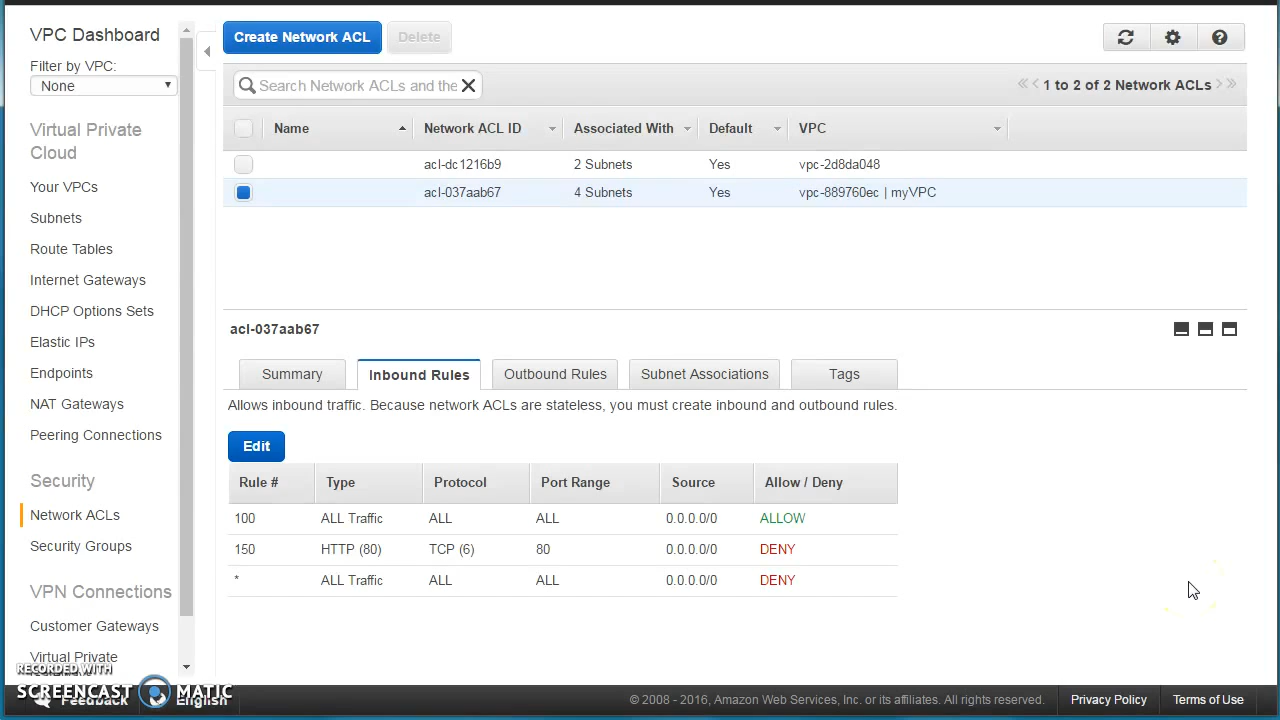 VPC Dashboard
Filter by VPC:
None
Virtual Private
Cloud
Your VPCs
Subnets
Route Tables
Internet Gateways
DHCP Options Sets
Elastic IPs
Endpoints
NAT Gateways
Peering Connections
Security
Network ACLs
Security Groups
VPN Connections
Customer Gateways
Virtual Private
Create Network ACL Delete
Search Network ACLs and the
1 to 2 of 2 Network ACLs
Name Network ACL ID Associated With Default VPC
acl-dc1216b9 2 Subnets Yes vpc-2d8da048
acl-037aab67 4 Subnets Yes vpc-889760ec | myVPC
acl-037aab67
Summary Inbound Rules Outbound Rules Subnet Associations Tags
Allows inbound traffic. Because network ACLs are stateless, you must create inbound and outbound rules.
Edit
Rule # Type Protocol Port Range Source Allow / Deny
100 ALL Traffic ALL ALL 0.0.0.0/0 ALLOW
150 HTTP (80) TCP (6) 80 0.0.0.0/0 DENY
* ALL Traffic ALL ALL 0.0.0.0/0 DENY
RECORDED WITH
SCREENCAST MATIC
Feedback English
© 2008 - 2016, Amazon Web Services, Inc. or its affiliates. All rights reserved. Privacy Policy Terms of Use